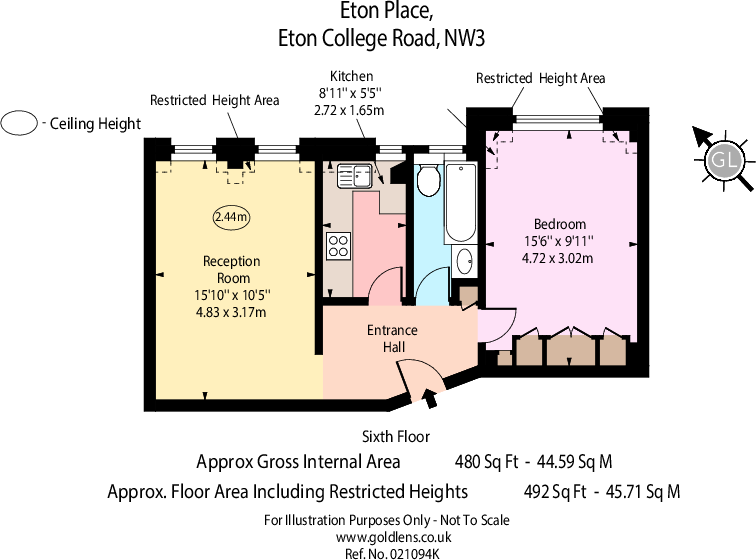 Eton Place,
Eton College Road, NW3
Kitchen
8'11'' x 5'5''
2.72 x 1.65m
Restricted Height Area
Restricted Height Area
- Ceiling Height
GL
2.44m
Bedroom
15'6'' x 9'11''
4.72 x 3.02m
Reception
Room
15'10'' x 10'5''
4.83 x 3.17m
Entrance
Hall
Sixth Floor
Approx Gross Internal Area 480 Sq Ft - 44.59 Sq M
Approx. Floor Area Including Restricted Heights 492 Sq Ft - 45.71 Sq M
For Illustration Purposes Only - Not To Scale
www.goldlens.co.uk
Ref. No. 021094K